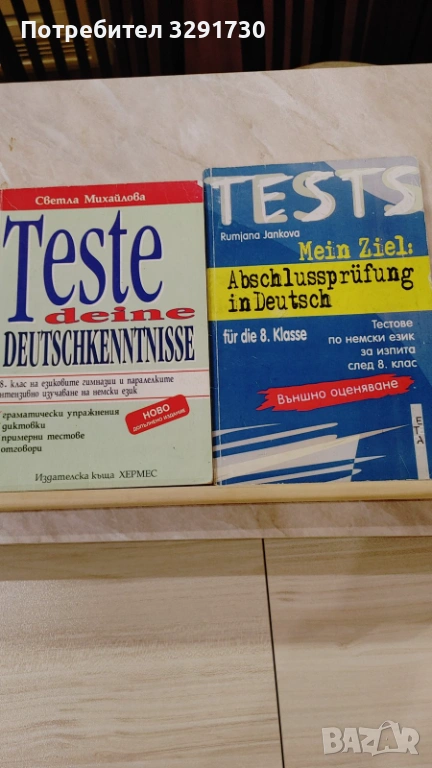 Потребител 3291730
Светла Михайлова
Teste
deine
DEUTSCHKENNTNISSE
8. клас на езиковите гимназии и паралелките
интензивно изучаване на немски език
граматически упражнения
диктовки
примерни тестове
отговори
НОВО
допълнено издание
Издателска къща ХЕРМЕС
TESTS
Rumjana Jankova
Mein Ziel:
Abschlussprüfung
in Deutsch
für die 8. Klasse
Тестове
по немски език
за изпита
след 8. клас
Външно оценяване
ЕТА
BAZAR